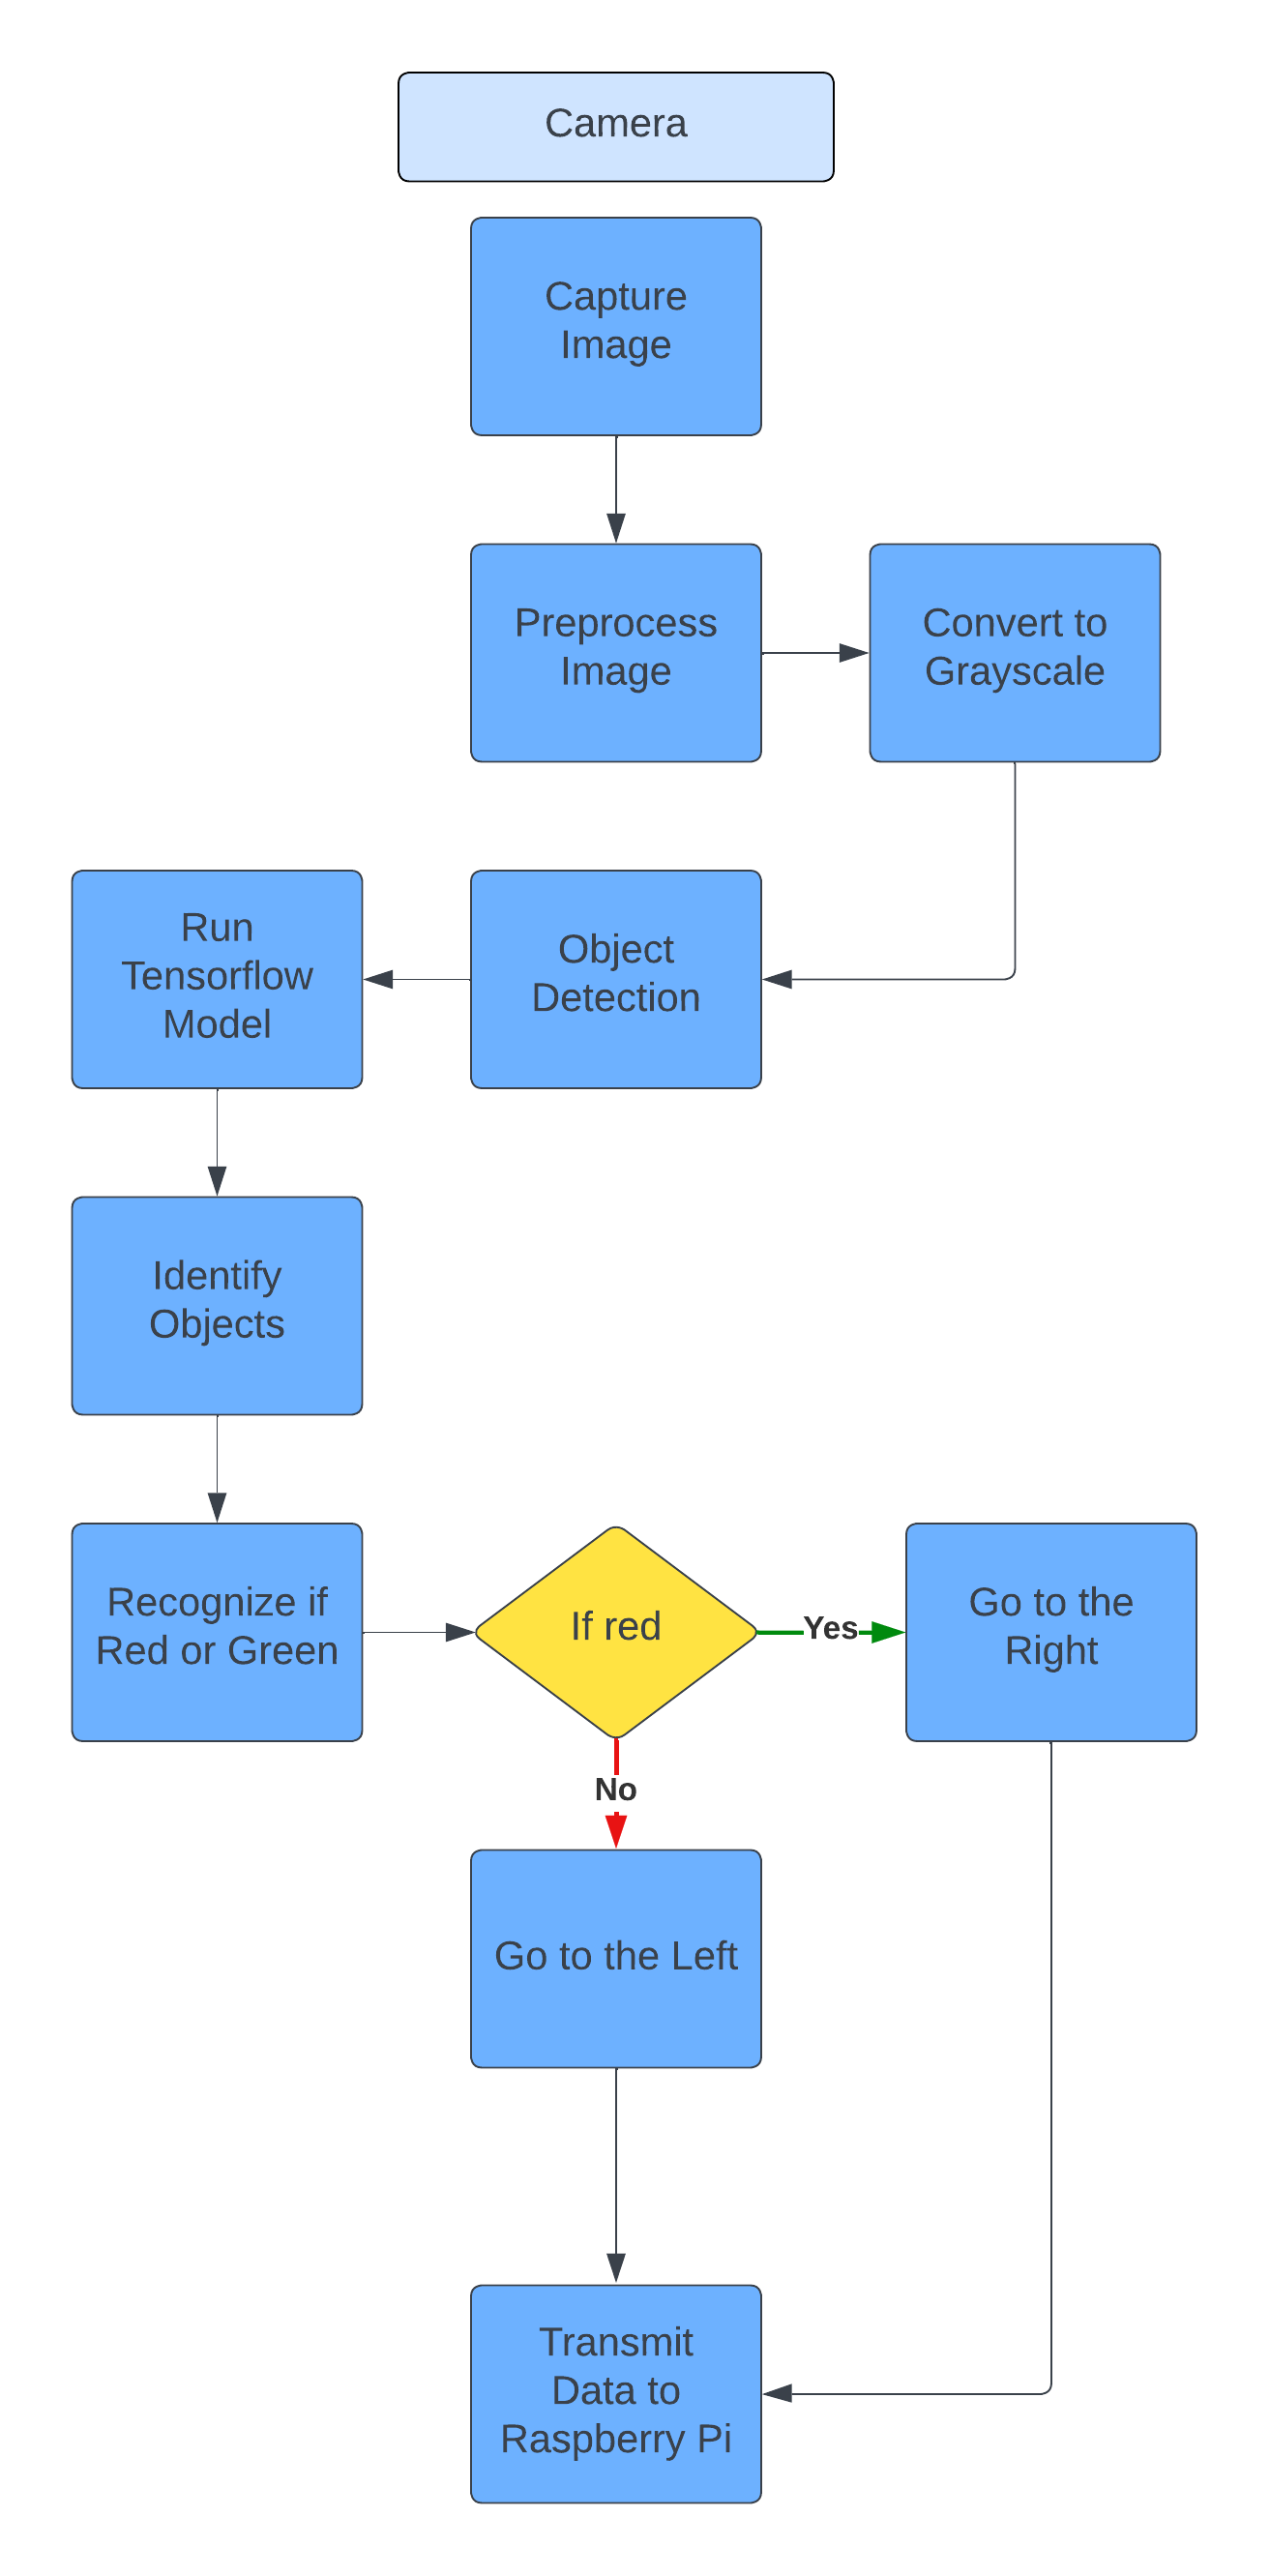 Camera
Capture
Image
Preprocess
Image
Convert to
Grayscale
Run
Tensorflow
Model
Object
Detection
Identify
Objects
Recognize if
Red or Green
If red
Yes
Go to the
Right
No
Go to the Left
Transmit
Data to
Raspberry Pi